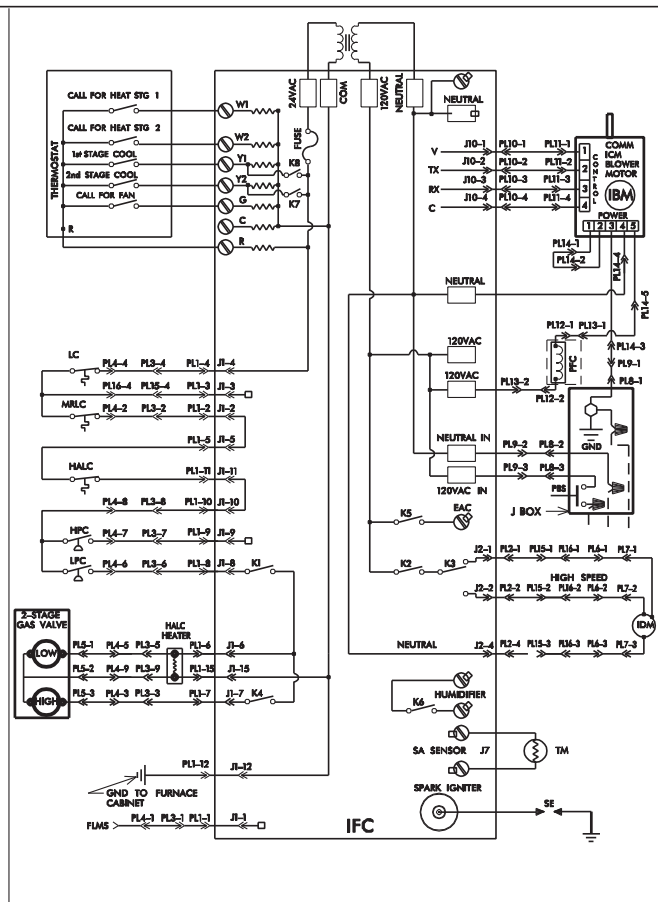 24VAC
COM
120VAC
NEUTRAL
NEUTRAL
FUSE
THERMOSTAT
CALL FOR HEAT STG 1
W1
CALL FOR HEAT STG 2
W2
1st STAGE COOL
Y1
K8
2nd STAGE COOL
Y2
K7
CALL FOR FAN
G
C
R
R
V J10-1 PL10-1 PL11-1 1
TX J10-2 PL10-2 PL11-2 2
RX J10-3 PL10-3 PL11-3 3
C J10-4 PL10-4 PL11-4 4
CONTROL
COMM
ICM
BLOWER
MOTOR
IBM
POWER
1 2 3 4 5
PL14-1
PL14-2
PL14-4
PL14-5
NEUTRAL
PL12-1 PL13-1
120VAC
PFC
PL14-3
PL9-1
PL8-1
120VAC
PL13-2
PL12-2
GND
NEUTRAL IN
PL9-2 PL8-2
PL9-3 PL8-3
120VAC IN
PBS
J BOX
LC
PL4-4 PL3-4 PL1-4 J1-4
PL16-4 PL15-4 PL1-3 J1-3
MRLC
PL4-2 PL3-2 PL1-2 J1-2
PL1-5 J1-5
HALC
PL1-11 J1-11
PL4-8 PL3-8 PL1-10 J1-10
HPC
PL4-7 PL3-7 PL1-9 J1-9
LPC
PL4-6 PL3-6 PL1-8 J1-8 K1
K5
EAC
K2 K3
J2-1 PL2-1 PL15-1 PL16-1 PL6-1 PL7-1
HIGH SPEED
J2-2 PL2-2 PL15-2 PL16-2 PL6-2 PL7-2
IDM
NEUTRAL J2-4 PL2-4 PL15-3 PL16-3 PL6-3 PL7-3
2-STAGE
GAS VALVE
HALC
HEATER
LOW
PL5-1 PL4-5 PL3-5 PL1-6 J1-6
PL5-2 PL4-9 PL3-9 PL1-15 J1-15
HIGH
PL5-3 PL4-3 PL3-3 PL1-7 J1-7 K4
K6
HUMIDIFIER
SA SENSOR J7 TM
SPARK IGNITER
SE
PL1-12 J1-12
GND TO FURNACE
CABINET
FLMS PL4-1 PL3-1 PL1-1 J1-1
IFC